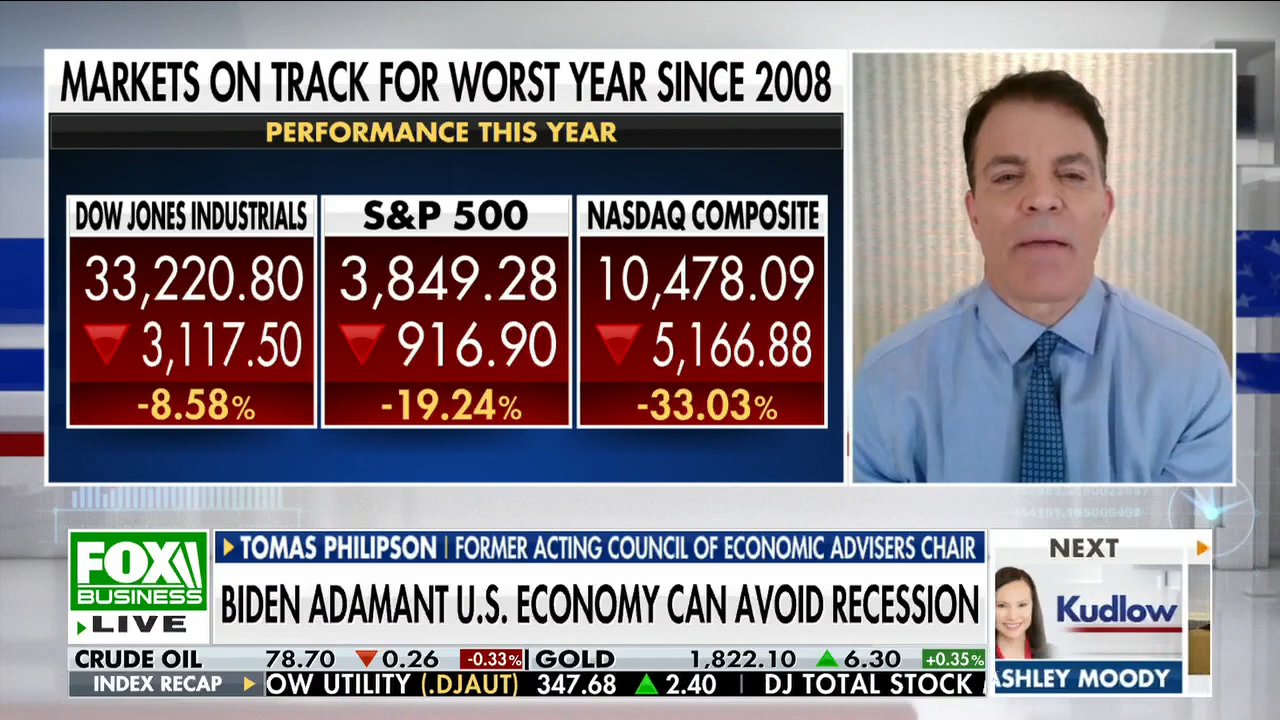 MARKETS ON TRACK FOR WORST YEAR SINCE 2008
PERFORMANCE THIS YEAR
DOW JONES INDUSTRIALS
33,220.80
▼ 3,117.50
-8.58%
S&P 500
3,849.28
▼ 916.90
-19.24%
NASDAQ COMPOSITE
10,478.09
▼ 5,166.88
-33.03%
FOX
BUSINESS
LIVE
TOMAS PHILIPSON | FORMER ACTING COUNCIL OF ECONOMIC ADVISERS CHAIR
BIDEN ADAMANT U.S. ECONOMY CAN AVOID RECESSION
NEXT
Kudlow
ASHLEY MOODY
CRUDE OIL 78.70 ▼ 0.26 -0.33% GOLD 1,822.10 ▲ 6.30 +0.35%
INDEX RECAP OW UTILITY (.DJAUT) 347.68 ▲ 2.40 | DJ TOTAL STOCK